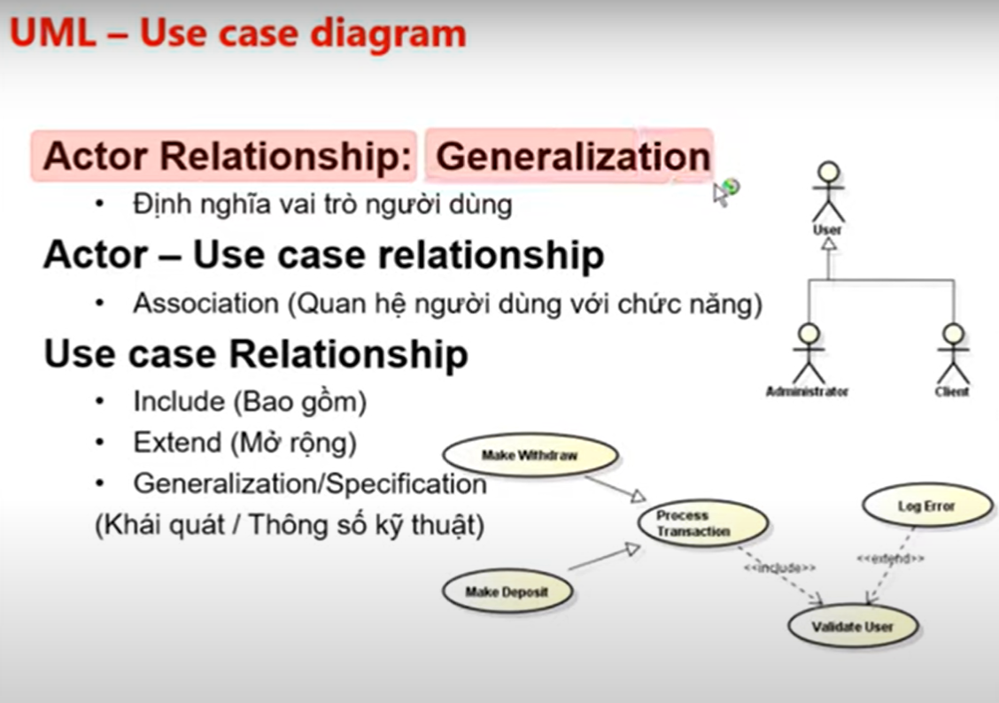 UML – Use case diagram
Actor Relationship: Generalization
• Định nghĩa vai trò người dùng
Actor – Use case relationship
• Association (Quan hệ người dùng với chức năng)
Use case Relationship
• Include (Bao gồm)
• Extend (Mở rộng)
• Generalization/Specification
(Khái quát / Thông số kỹ thuật)
User
Administrator
Client
Make Withdraw
Process
Transaction
Log Error
<<include>>
<<extend>>
Make Deposit
Validate User